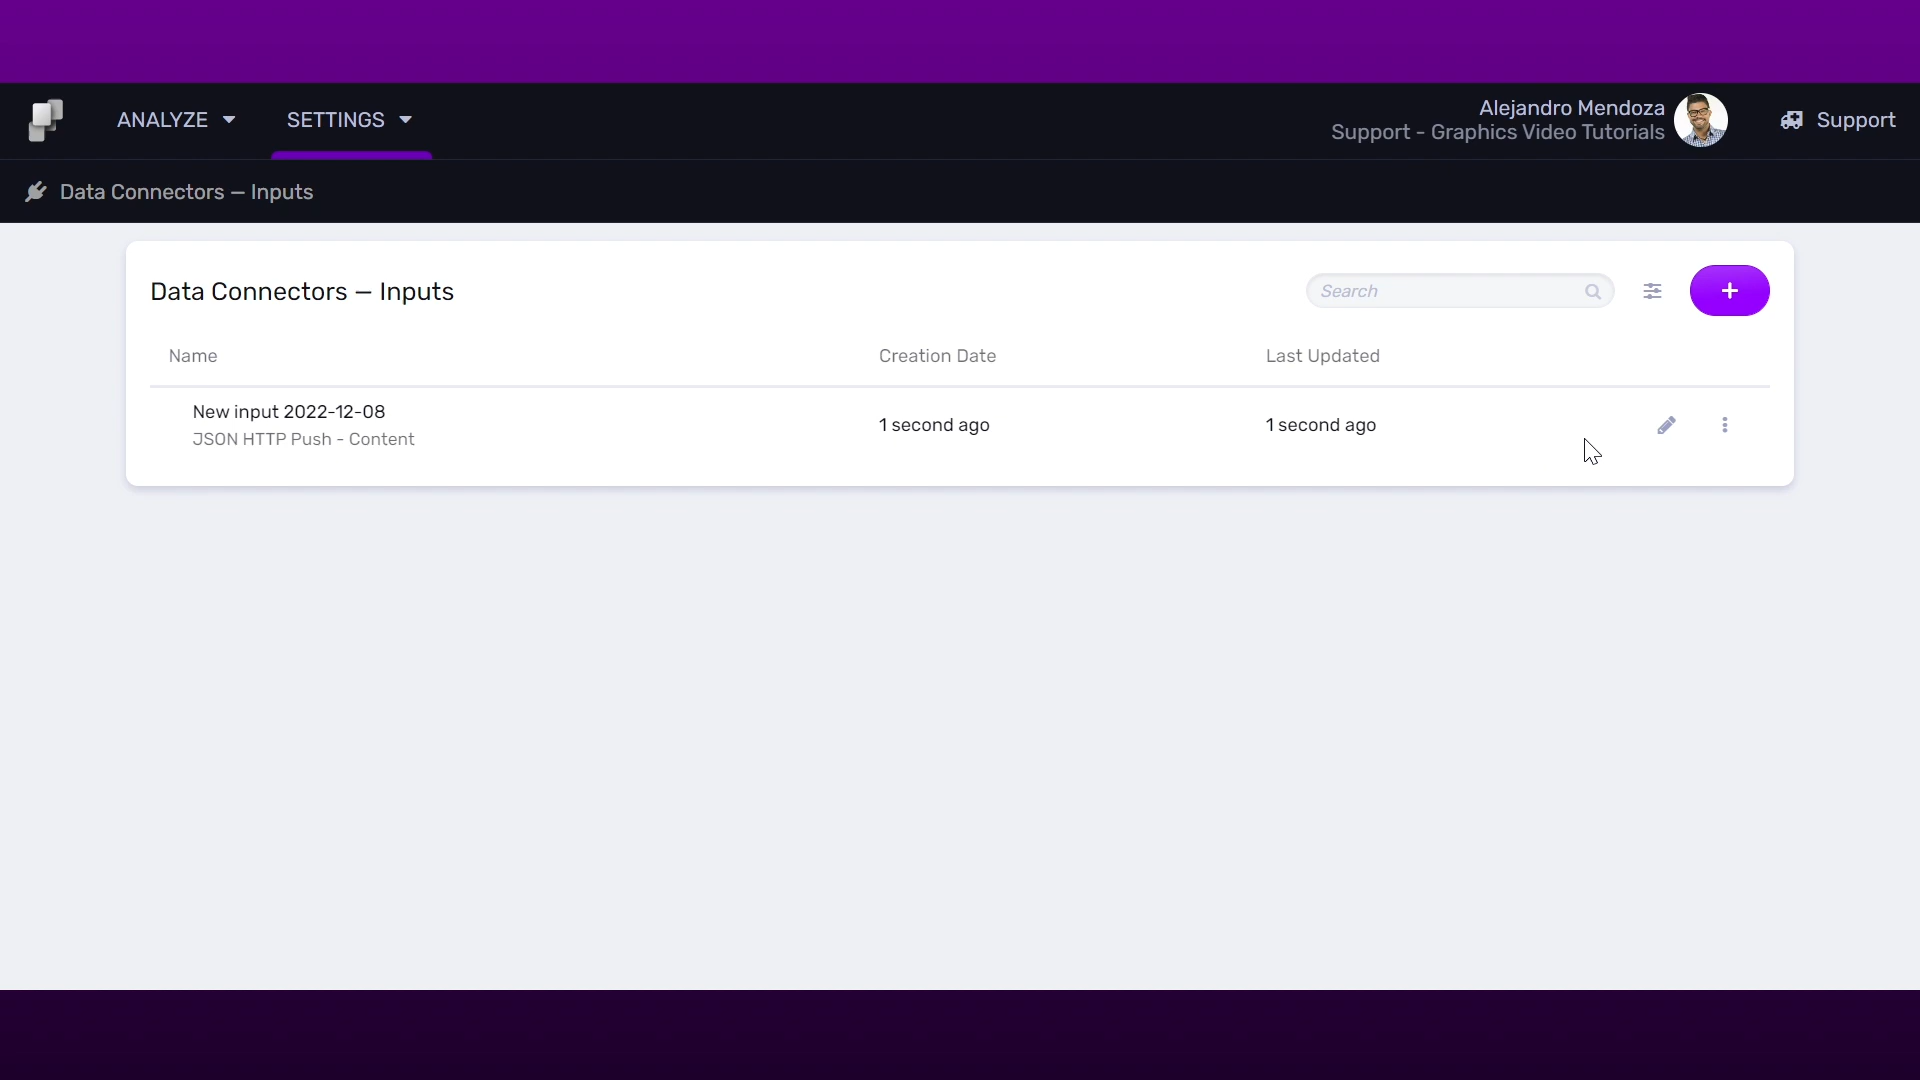 ANALYZE
SETTINGS
Alejandro Mendoza
Support - Graphics Video Tutorials
Support
Data Connectors – Inputs
Data Connectors – Inputs
Search
Name
Creation Date
Last Updated
New input 2022-12-08
JSON HTTP Push - Content
1 second ago
1 second ago